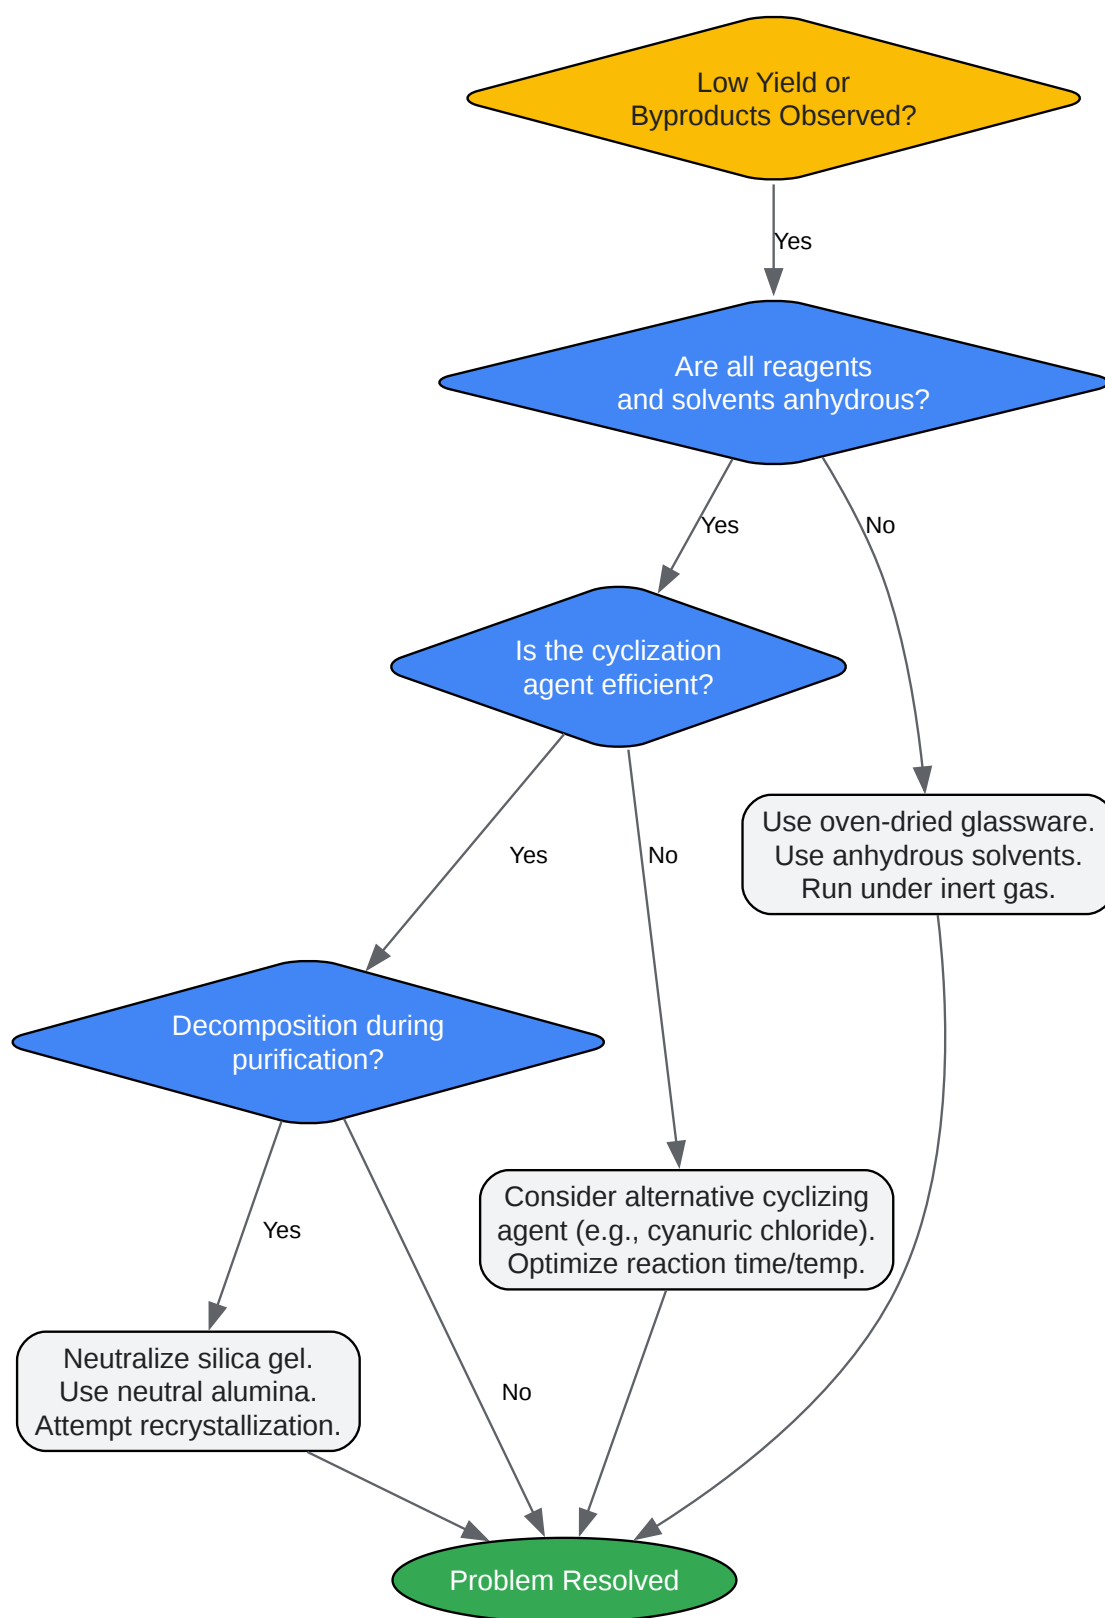 Low Yield or
Byproducts Observed?
Yes
Are all reagents
and solvents anhydrous?
Yes
No
Is the cyclization
agent efficient?
Yes
No
Use oven-dried glassware.
Use anhydrous solvents.
Run under inert gas.
Decomposition during
purification?
Yes
No
Consider alternative cyclizing
agent (e.g., cyanuric chloride).
Optimize reaction time/temp.
Neutralize silica gel.
Use neutral alumina.
Attempt recrystallization.
Problem Resolved